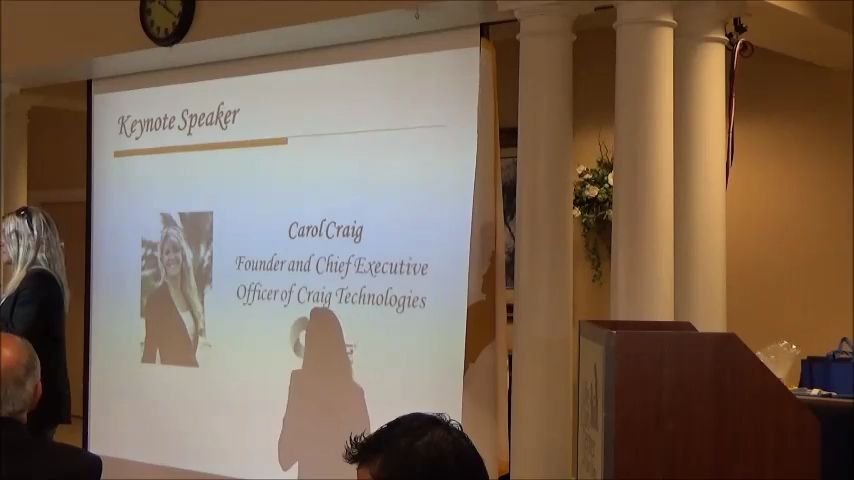 Keynote Speaker
Carol Craig
Founder and Chief Executive
Officer of Craig Technologies